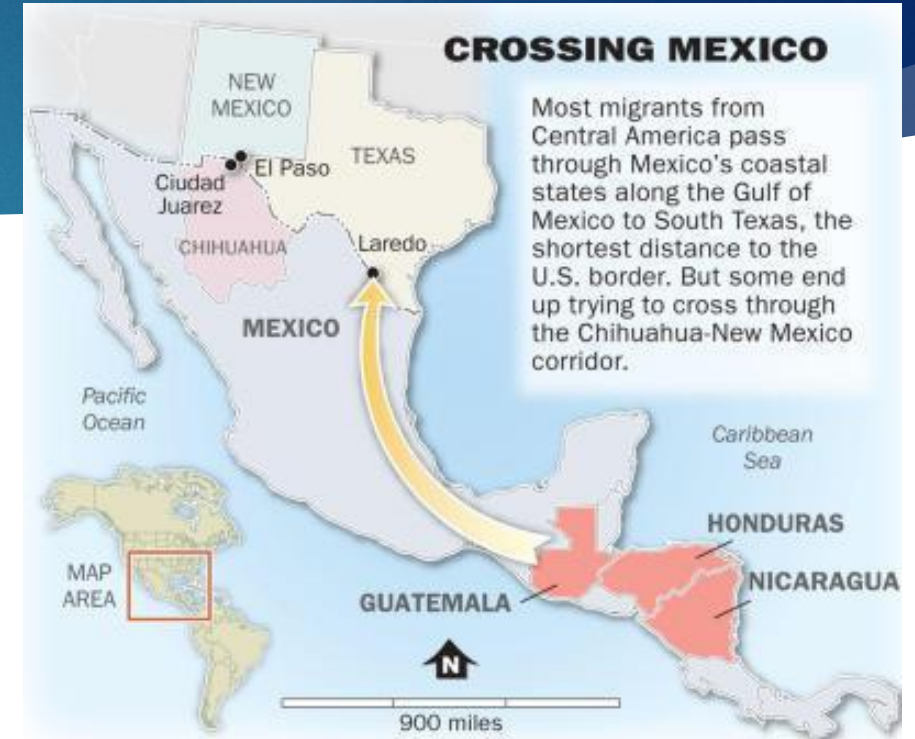 CROSSING MEXICO
Most migrants from
Central America pass
through Mexico's coastal
states along the Gulf of
Mexico to South Texas, the
shortest distance to the
U.S. border. But some end
up trying to cross through
the Chihuahua-New Mexico
corridor.
NEW
MEXICO
TEXAS
El Paso
Ciudad
Juarez
CHIHUAHUA
Laredo
MEXICO
Pacific
Ocean
Caribbean
Sea
HONDURAS
NICARAGUA
GUATEMALA
MAP
AREA
N
900 miles